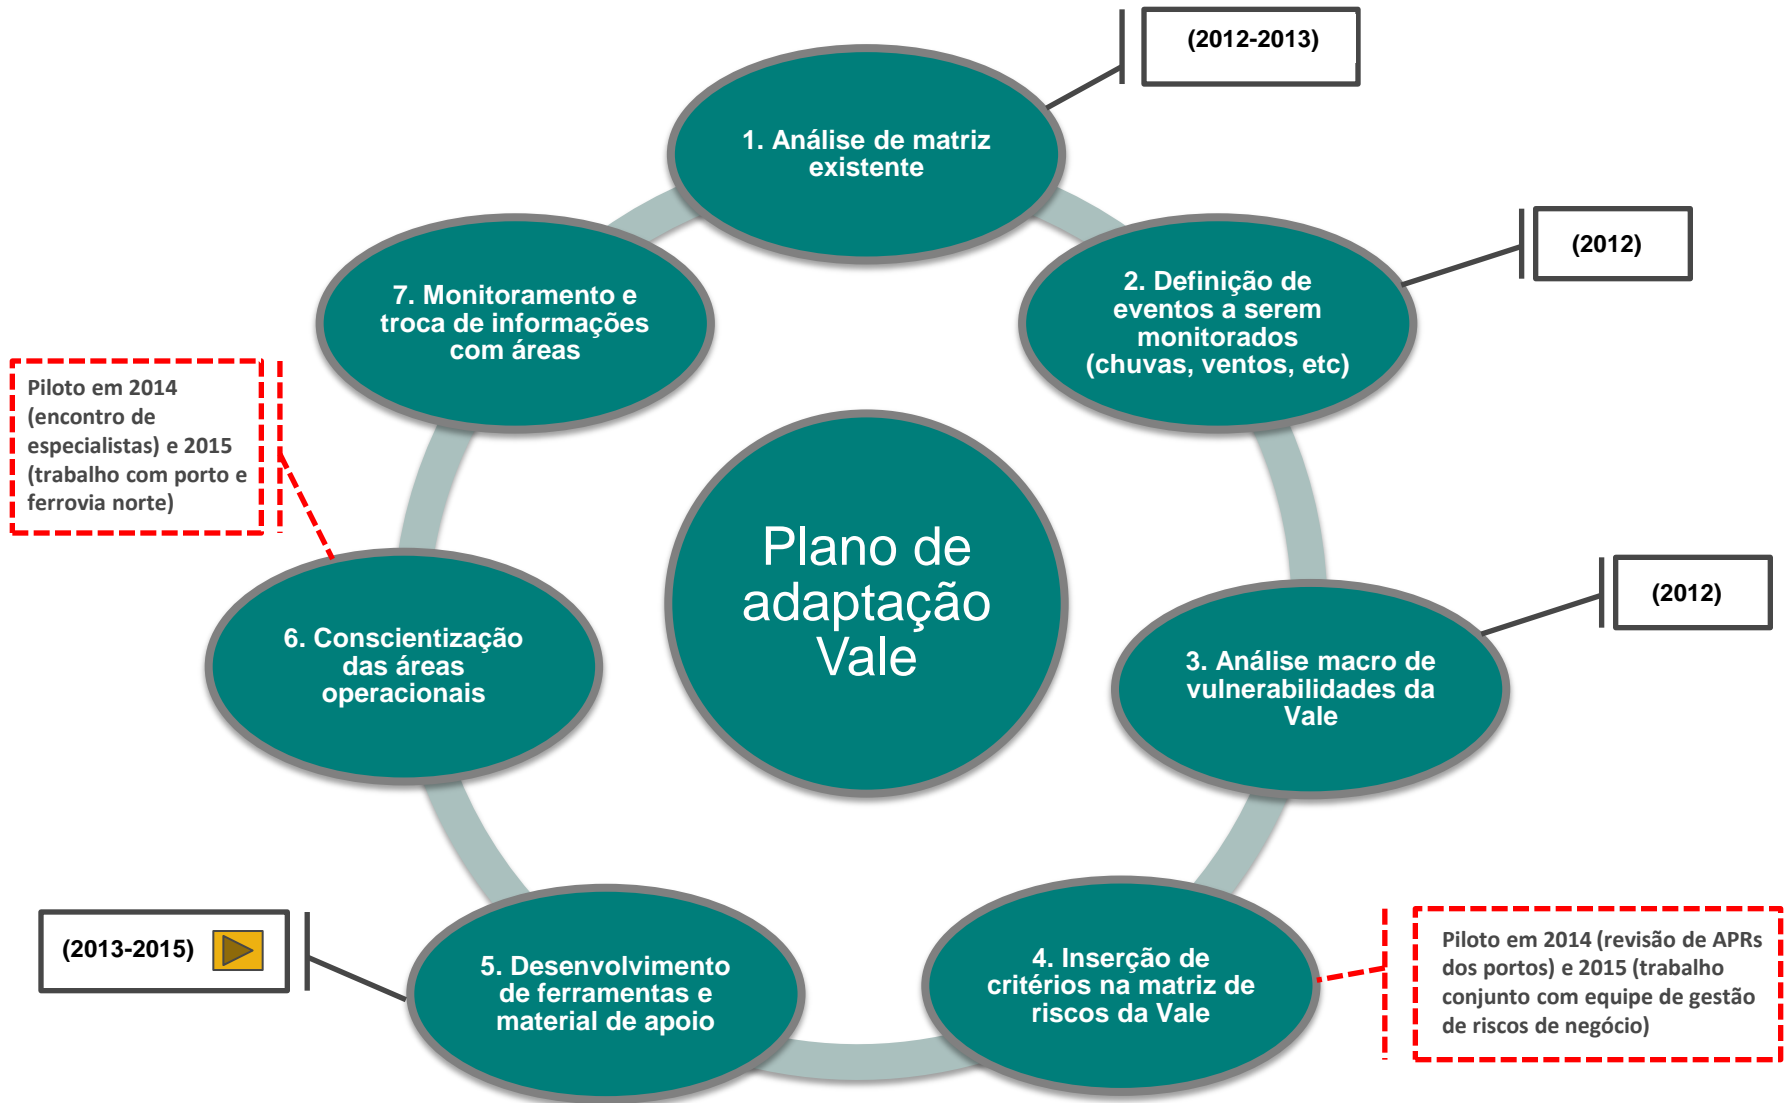 (2012-2013)
1. Análise de matriz
existente
(2012)
2. Definição de
eventos a serem
monitorados
(chuvas, ventos, etc)
(2012)
3. Análise macro de
vulnerabilidades da
Vale
Piloto em 2014 (revisão de APRs
dos portos) e 2015 (trabalho
conjunto com equipe de gestão
de riscos de negócio)
4. Inserção de
critérios na matriz de
riscos da Vale
(2013-2015)
5. Desenvolvimento
de ferramentas e
material de apoio
Piloto em 2014
(encontro de
especialistas) e 2015
(trabalho com porto e
ferrovia norte)
6. Conscientização
das áreas
operacionais
7. Monitoramento e
troca de informações
com áreas
Plano de
adaptação
Vale